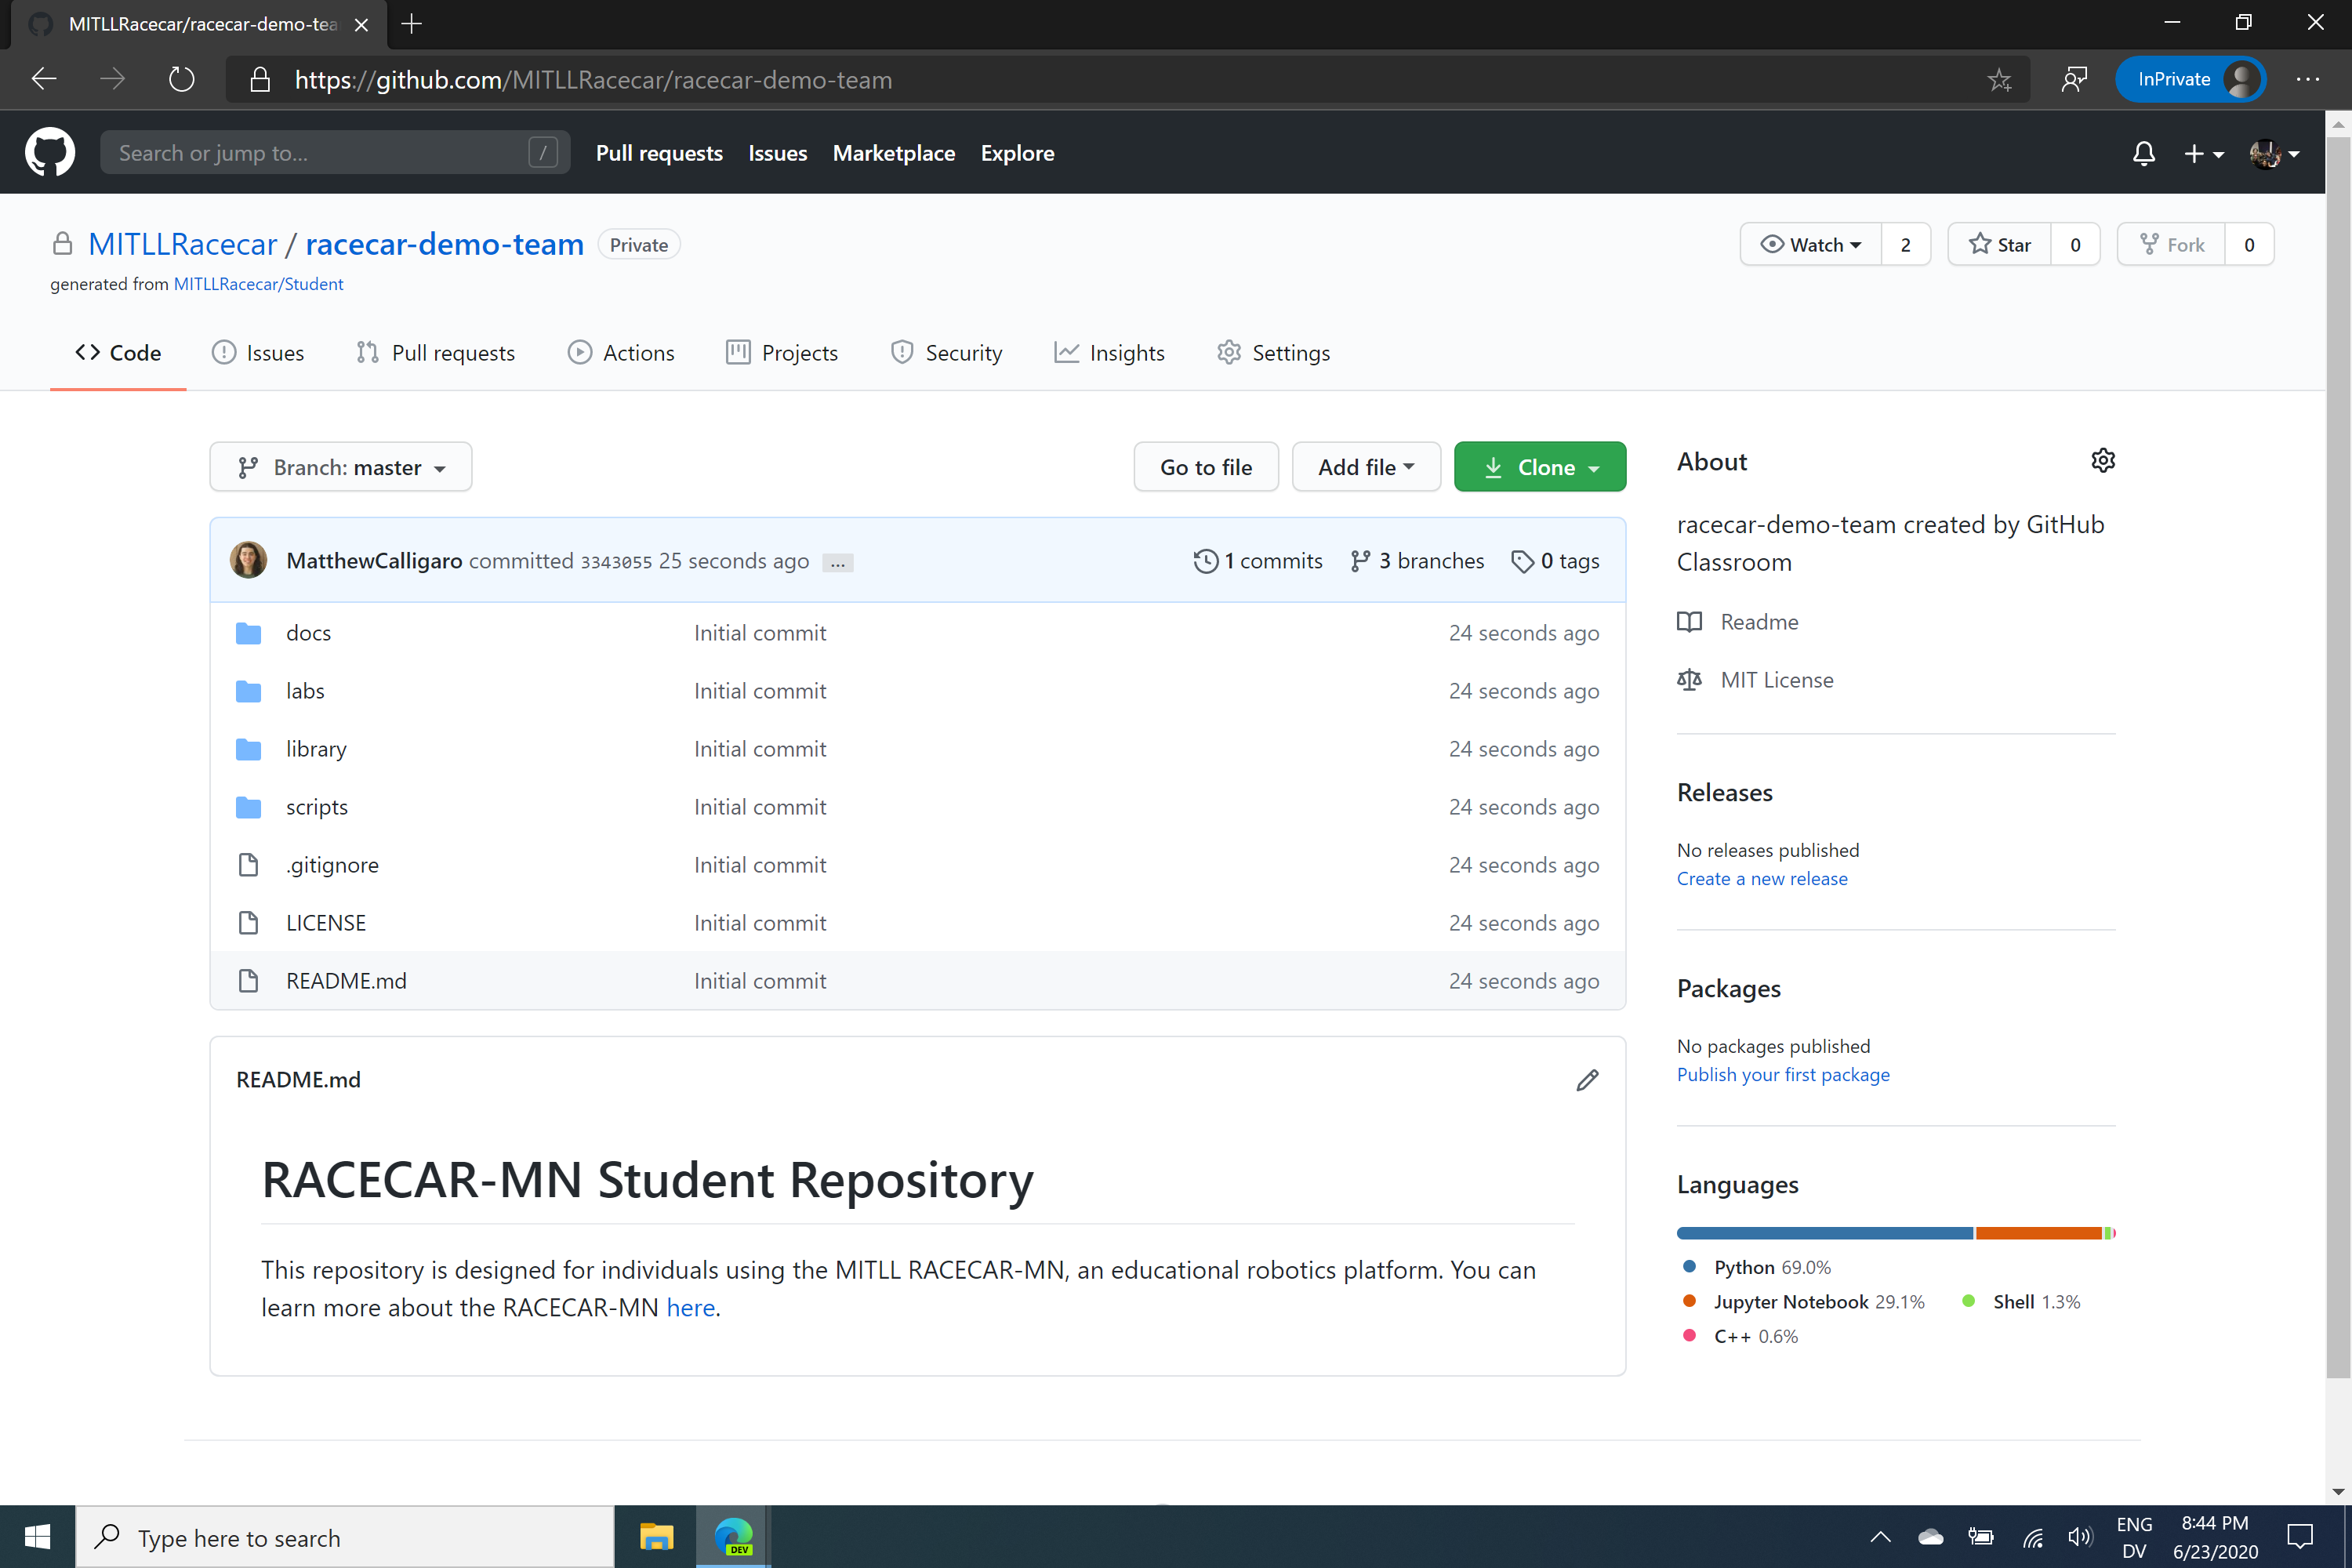 MITLLRacecar/racecar-demo-tea
https://github.com/MITLLRacecar/racecar-demo-team
InPrivate
Search or jump to...
/
Pull requests Issues Marketplace Explore
MITLLRacecar / racecar-demo-team Private
Watch 2 Star 0 Fork 0
generated from MITLLRacecar/Student
Code Issues Pull requests Actions Projects Security Insights Settings
Branch: master Go to file Add file Clone
MatthewCalligaro committed 3343055 25 seconds ago ... 1 commits 3 branches 0 tags
docs Initial commit 24 seconds ago
labs Initial commit 24 seconds ago
library Initial commit 24 seconds ago
scripts Initial commit 24 seconds ago
.gitignore Initial commit 24 seconds ago
LICENSE Initial commit 24 seconds ago
README.md Initial commit 24 seconds ago
README.md
RACECAR-MN Student Repository
This repository is designed for individuals using the MITLL RACECAR-MN, an educational robotics platform. You can
learn more about the RACECAR-MN here.
About
racecar-demo-team created by GitHub
Classroom
Readme
MIT License
Releases
No releases published
Create a new release
Packages
No packages published
Publish your first package
Languages
Python 69.0%
Jupyter Notebook 29.1% Shell 1.3%
C++ 0.6%
Type here to search
DEV
ENG
DV
8:44 PM
6/23/2020